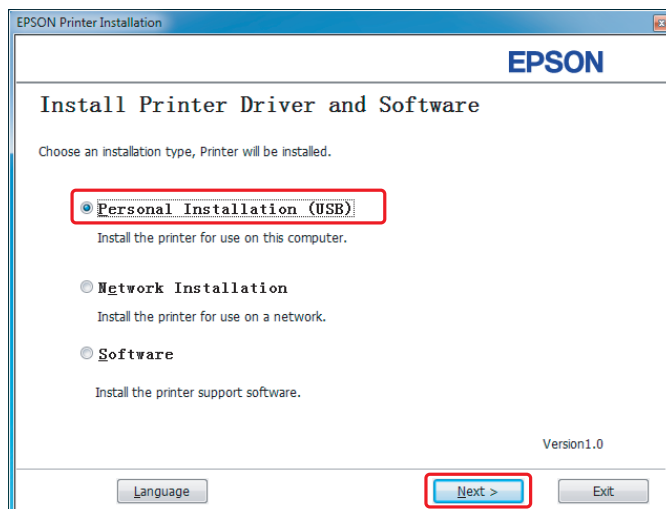 EPSON Printer Installation
EPSON
Install Printer Driver and Software
Choose an installation type, Printer will be installed.
Personal Installation (USB)
Install the printer for use on this computer.
Network Installation
Install the printer for use on a network.
Software
Install the printer support software.
Version1.0
Language
Next >
Exit